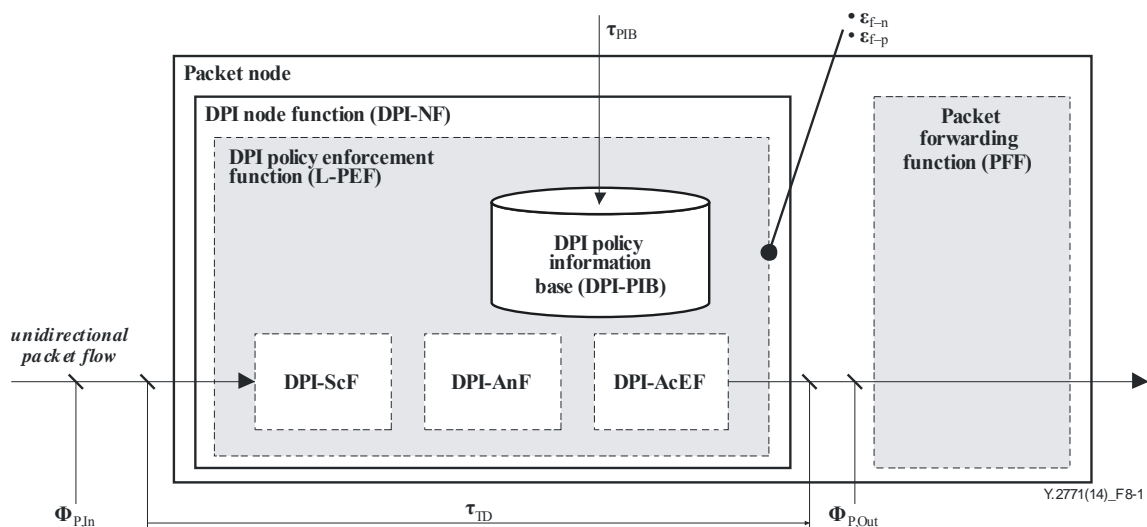 τPIB
• εf–n
• εf–p
Packet node
DPI node function (DPI-NF)
DPI policy enforcement
function (L-PEF)
DPI policy
information
base (DPI-PIB)
Packet
forwarding
function (PFF)
unidirectional
packet flow
DPI-ScF
DPI-AnF
DPI-AcEF
Y.2771(14)_F8-1
ΦP,In
τTD
ΦP,Out